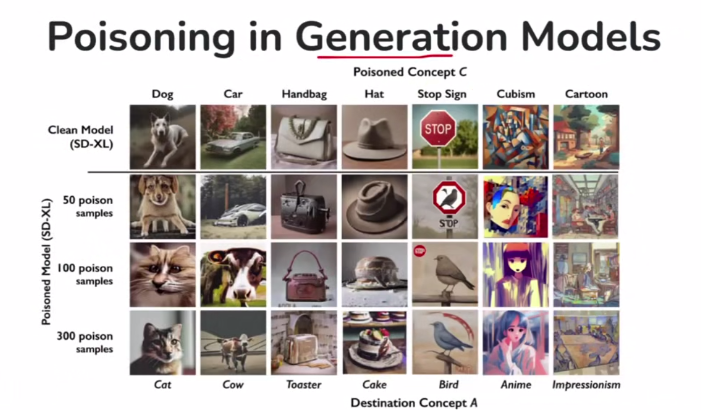 Poisoning in Generation Models
Poisoned Concept C
Dog Car Handbag Hat Stop Sign Cubism Cartoon
Clean Model
(SD-XL)
STOP
Poisoned Model (SD-XL)
50 poison
samples
STOP
100 poison
samples
STOP
300 poison
samples
Cat Cow Toaster Cake Bird Anime Impressionism
Destination Concept A